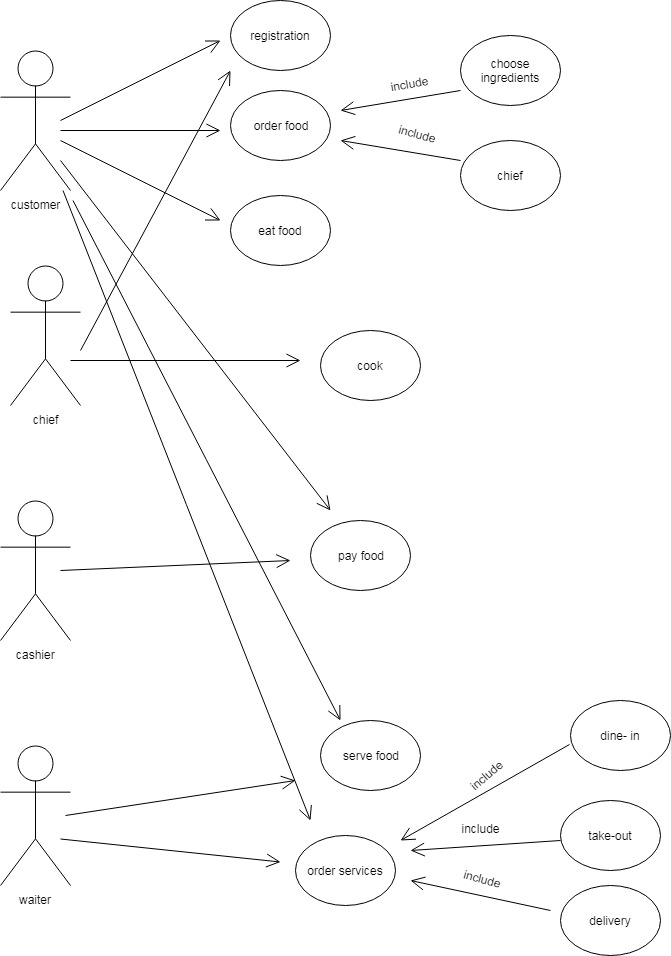 registration
choose
ingredients
include
order food
include
chief
customer
eat food
cook
chief
pay food
cashier
dine- in
serve food
include
include
take-out
order services
include
waiter
delivery